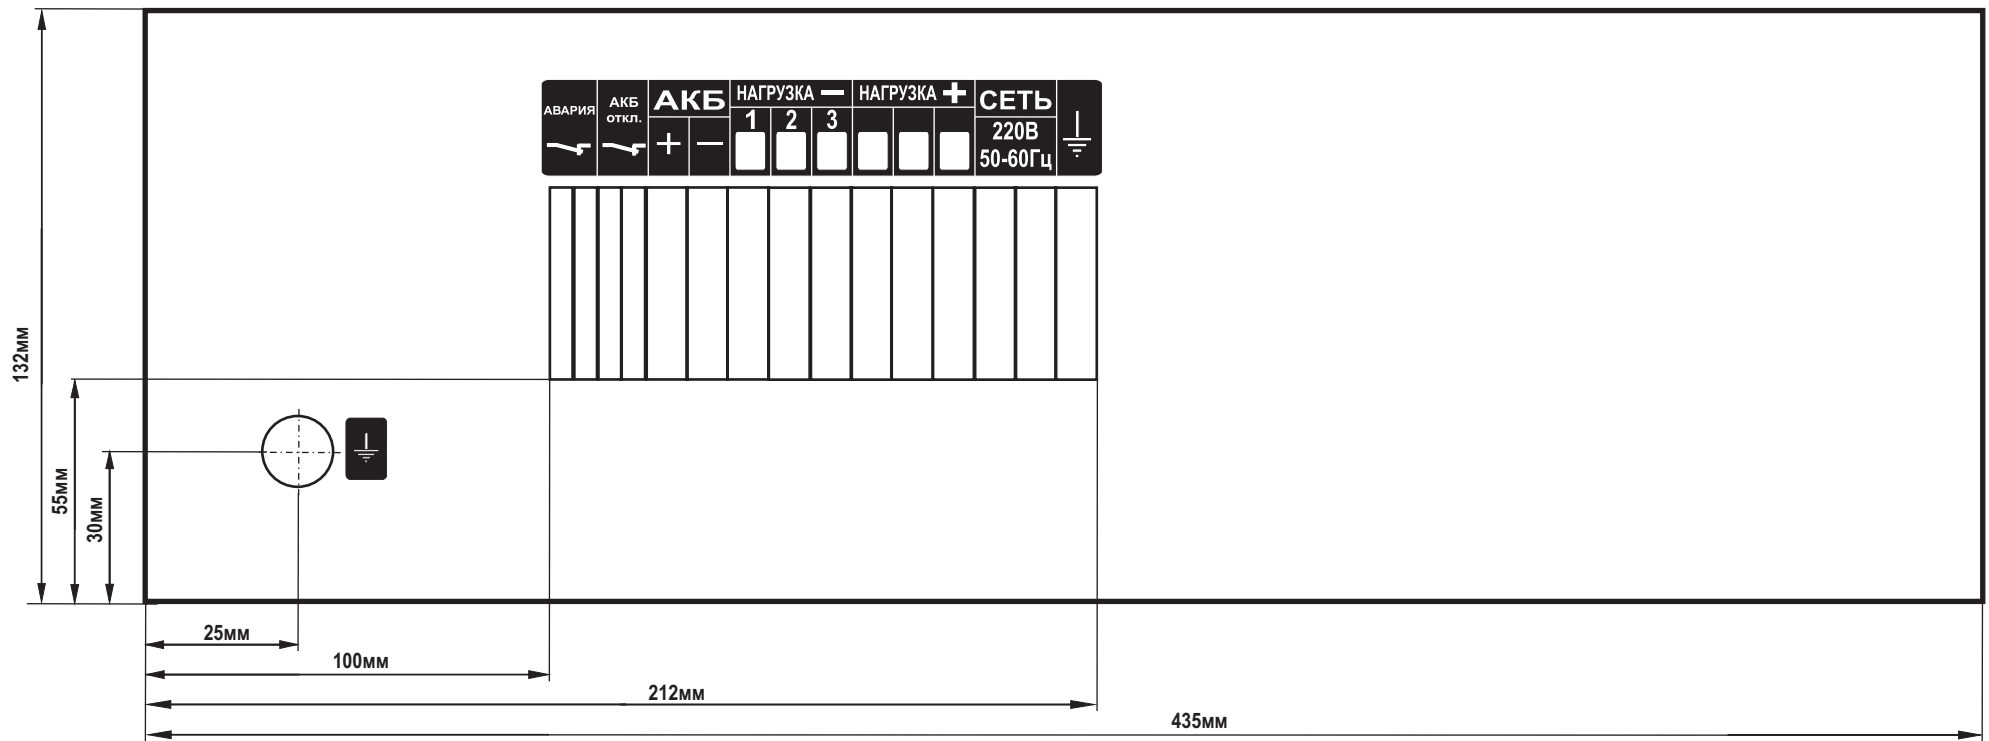 АВАРИЯ
АКБ
откл.
АКБ
+ −
НАГРУЗКА −
1 2 3
НАГРУЗКА +
СЕТЬ
220В
50-60Гц
132мм
55мм
30мм
25мм
100мм
212мм
435мм